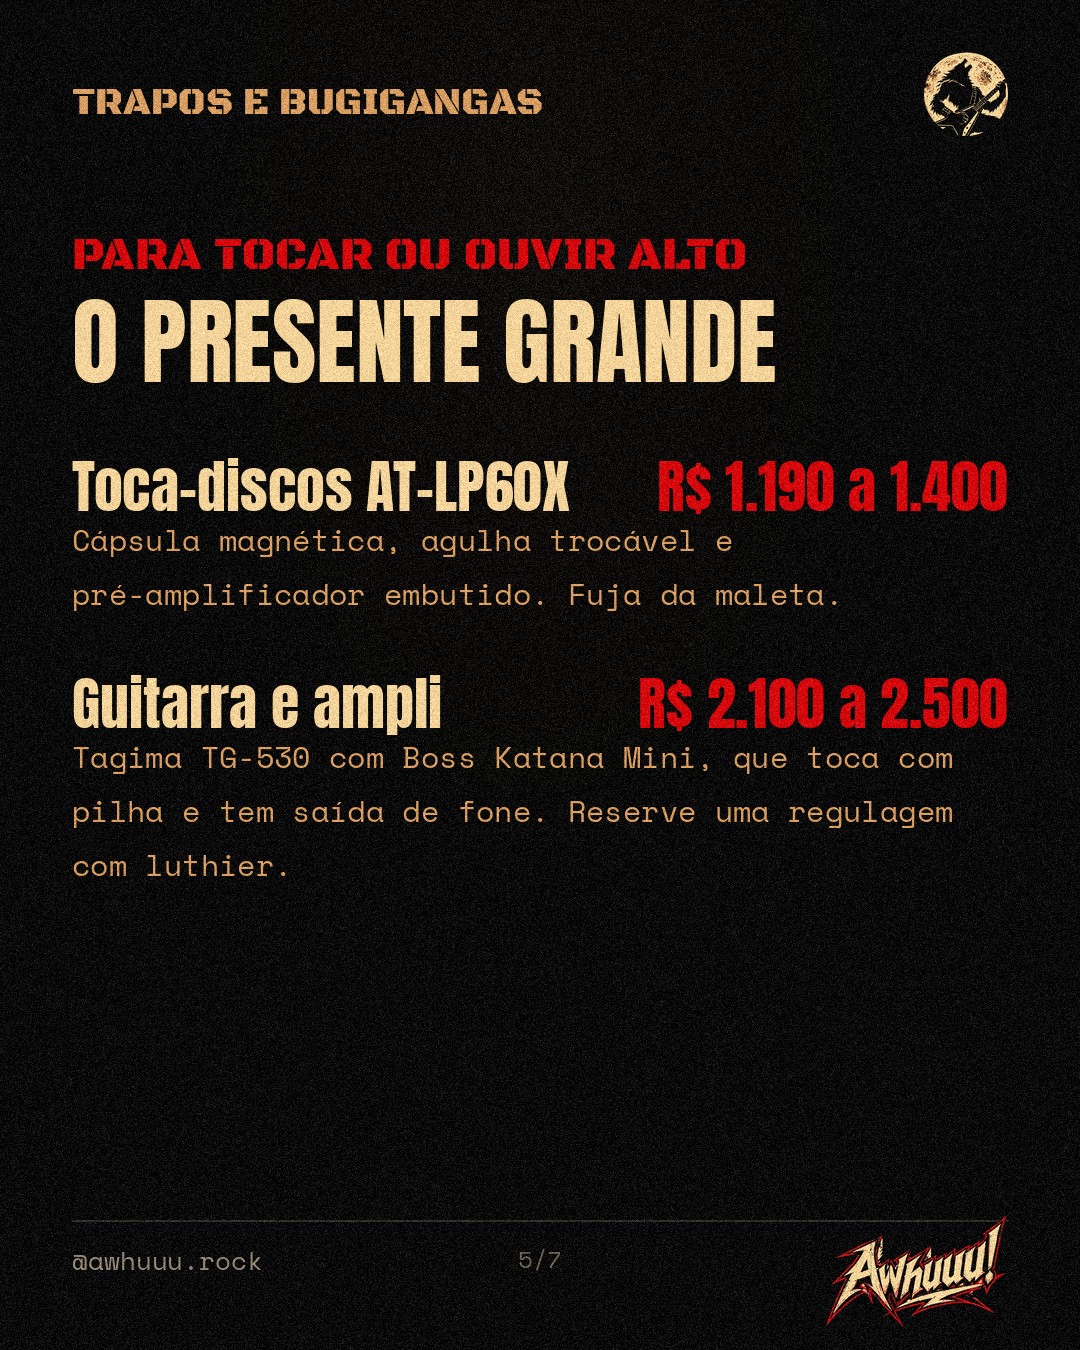 TRAPOS E BUGIGANGAS
PARA TOCAR OU OUVIR ALTO
O PRESENTE GRANDE
Toca-discos AT-LP60X R$ 1.190 a 1.400
Cápsula magnética, agulha trocável e
pré-amplificador embutido. Fuja da maleta.
Guitarra e ampli R$ 2.100 a 2.500
Tagima TG-530 com Boss Katana Mini, que toca com
pilha e tem saída de fone. Reserve uma regulagem
com luthier.
@awhuuu.rock 5/7 Awhuuu!